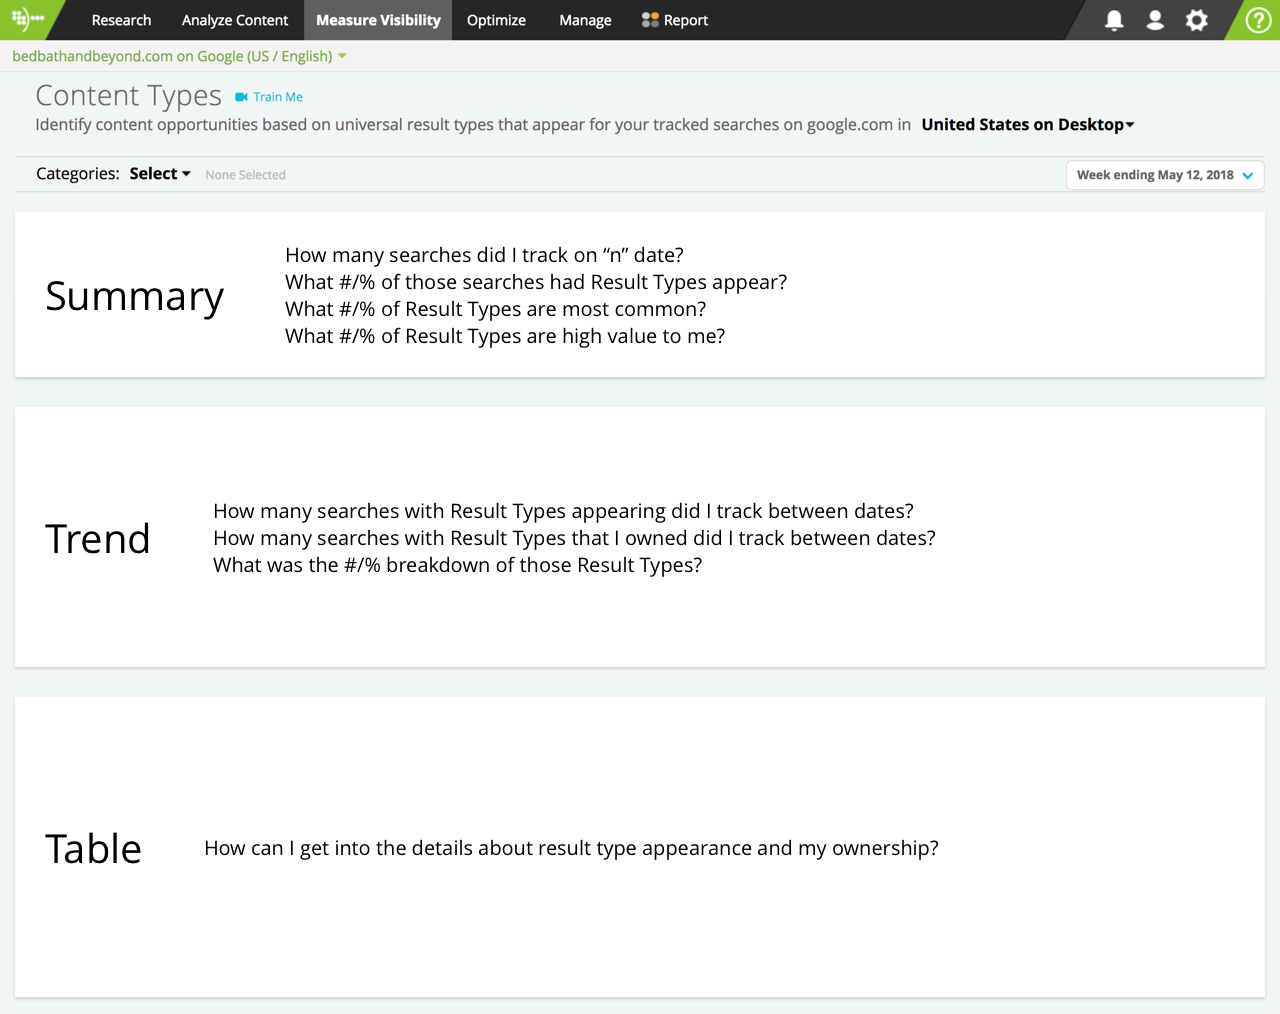 Research Analyze Content Measure Visibility Optimize Manage Report
bedbathandbeyond.com on Google (US / English)
Content Types Train Me
Identify content opportunities based on universal result types that appear for your tracked searches on google.com in United States on Desktop
Categories: Select None Selected Week ending May 12, 2018
Summary
How many searches did I track on “n” date?
What #/% of those searches had Result Types appear?
What #/% of Result Types are most common?
What #/% of Result Types are high value to me?
Trend
How many searches with Result Types appearing did I track between dates?
How many searches with Result Types that I owned did I track between dates?
What was the #/% breakdown of those Result Types?
Table
How can I get into the details about result type appearance and my ownership?